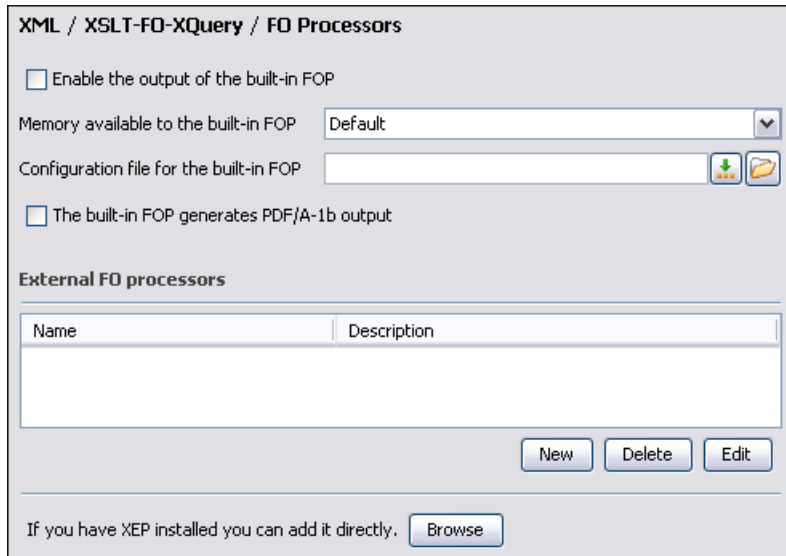 XML / XSLT-FO-XQuery / FO Processors
Enable the output of the built-in FOP
Memory available to the built-in FOP Default
Configuration file for the built-in FOP
The built-in FOP generates PDF/A-1b output
External FO processors
Name Description
New Delete Edit
If you have XEP installed you can add it directly. Browse